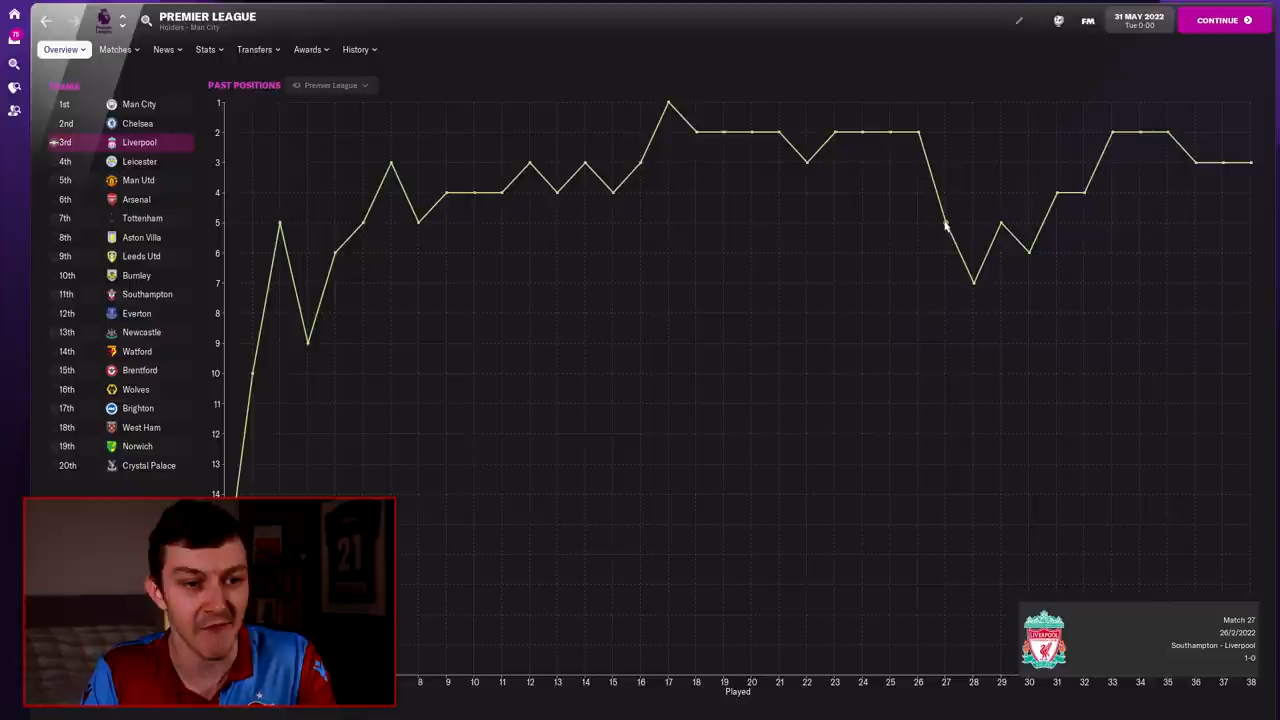 PREMIER LEAGUE
Holders - Man City
75
FM
31 MAY 2022
Tue 0:00
CONTINUE
Overview
Matches
News
Stats
Transfers
Awards
History
PAST POSITIONS
Premier League
1st Man City
2nd Chelsea
3rd Liverpool
4th Leicester
5th Man Utd
6th Arsenal
7th Tottenham
8th Aston Villa
9th Leeds Utd
10th Burnley
11th Southampton
12th Everton
13th Newcastle
14th Watford
15th Brentford
16th Wolves
17th Brighton
18th West Ham
19th Norwich
20th Crystal Palace
1
2
3
4
5
6
7
8
9
10
11
12
13
14
21
Match 27
26/2/2022
Southampton - Liverpool
1-0
LIVERPOOL
8 9 10 11 12 13 14 15 16 17 18 19 20 21 22 23 24 25 26 27 28 29 30 31 32 33 34 35 36 37 38
Played